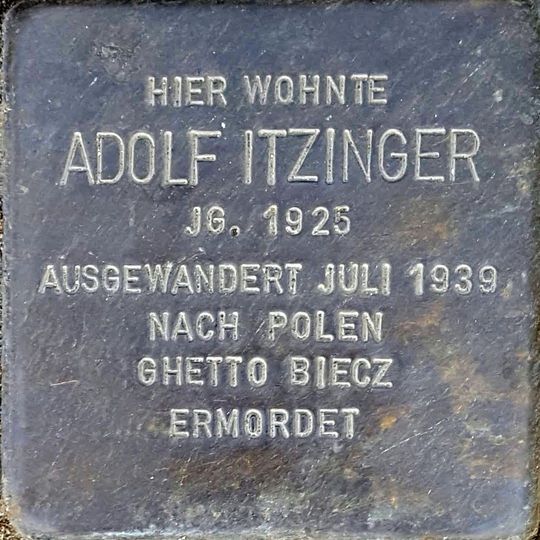 HIER WOHNTE
ADOLF ITZINGER
JG. 1925
AUSGEWANDERT JULI 1939
NACH POLEN
GHETTO BIECZ
ERMORDET